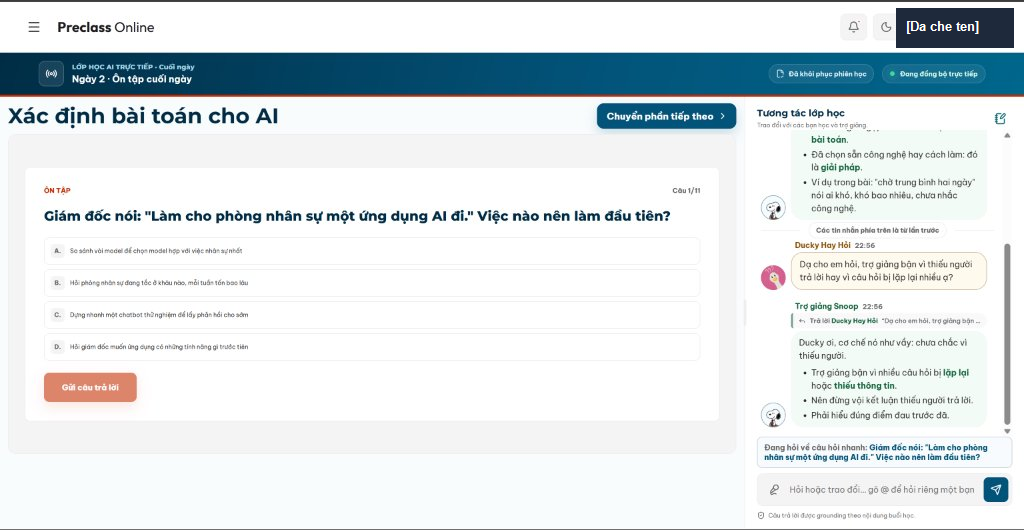 Preclass Online
[Da che ten]
LỚP HỌC AI TRỰC TIẾP - Cuối ngày
Ngày 2 · Ôn tập cuối ngày
Đã khôi phục phiên học
Đang đồng bộ trực tiếp
Xác định bài toán cho AI
Chuyển phần tiếp theo
ÔN TẬP
Câu 1/11
Giám đốc nói: "Làm cho phòng nhân sự một ứng dụng AI đi." Việc nào nên làm đầu tiên?
A. So sánh vài model để chọn model hợp với việc nhân sự nhất
B. Hỏi phòng nhân sự đang tắc ở khâu nào, mỗi tuần tốn bao lâu
C. Dựng nhanh một chatbot thử nghiệm để lấy phản hồi cho sớm
D. Hỏi giám đốc muốn ứng dụng có những tính năng gì trước tiên
Gửi câu trả lời
Tương tác lớp học
Trao đổi với các bạn học và trợ giảng
bài toán.
• Đã chọn sẵn công nghệ hay cách làm: đó
là giải pháp.
• Ví dụ trong bài: "chờ trung bình hai ngày"
nói ai khó, khó bao nhiêu, chưa nhắc
công nghệ.
Các tin nhắn phía trên là từ lần trước
Ducky Hay Hỏi 22:56
Dạ cho em hỏi, trợ giảng bận vì thiếu người
trả lời hay vì câu hỏi bị lặp lại nhiều ạ?
Trợ giảng Snoop 22:56
Trả lời Ducky Hay Hỏi "Dạ cho em hỏi, trợ giảng bận ...
Ducky ơi, cơ chế nó như vầy: chưa chắc vì
thiếu người.
• Trợ giảng bận vì nhiều câu hỏi bị lặp lại
hoặc thiếu thông tin.
• Nên đừng vội kết luận thiếu người trả lời.
• Phải hiểu đúng điểm đau trước đã.
Đang hỏi về câu hỏi nhanh: Giám đốc nói: "Làm cho phòng
nhân sự một ứng dụng AI đi." Việc nào nên làm đầu tiên?
Hỏi hoặc trao đổi... gõ @ để hỏi riêng một bạn
Câu trả lời được grounding theo nội dung buổi học.